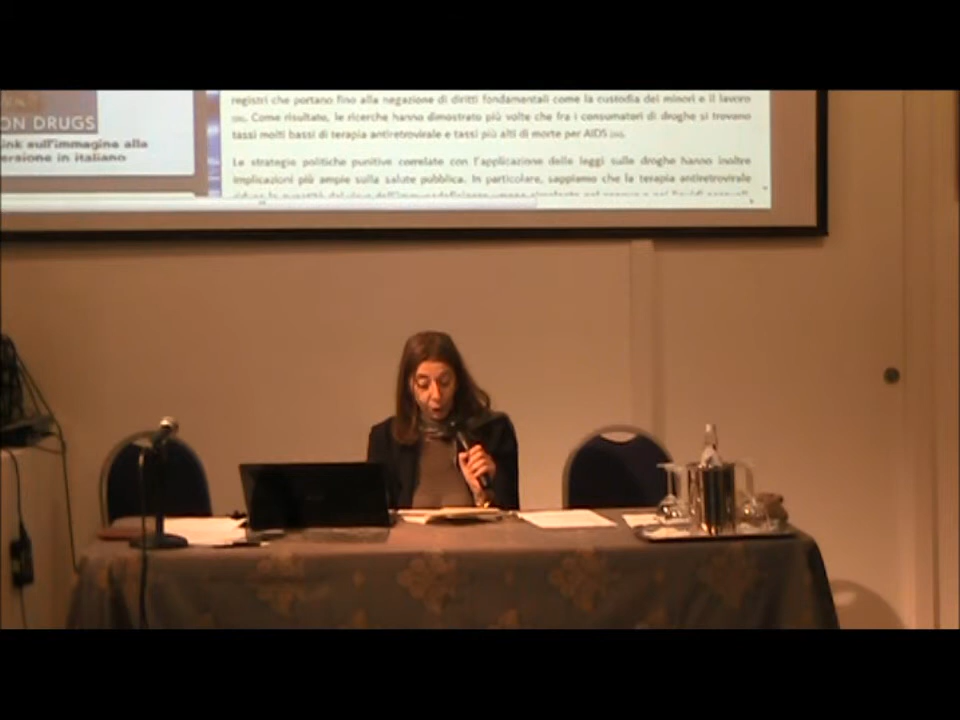 ON DRUGS
link sull'immagine alla
versione in italiano
registri che portano fino alla negazione di diritti fondamentali come la custodia dei minori e il lavoro
Come risultato, le ricerche hanno dimostrato più volte che fra i consumatori di droghe si trovano
tassi molti bassi di terapia antiretrovirale e tassi più alti di morte per AIDS
Le strategie politiche punitive correlate con l'applicazione delle leggi sulle droghe hanno inoltre
implicazioni più ampie sulla salute pubblica. In particolare, sappiamo che la terapia antiretrovirale